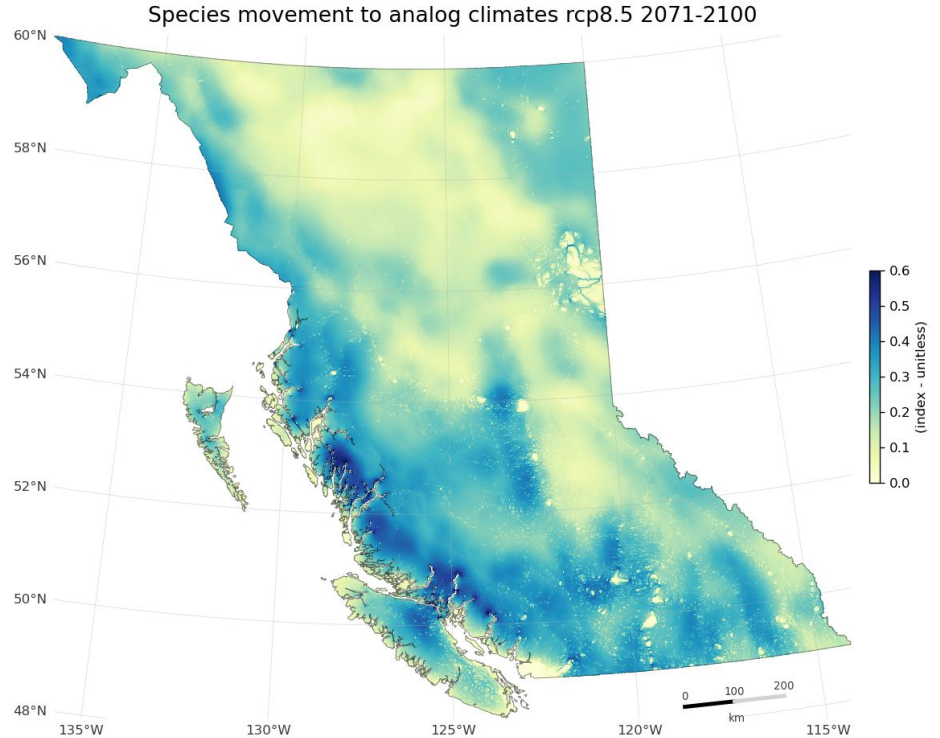 Species movement to analog climates rcp8.5 2071-2100
60°N
58°N
56°N
54°N
52°N
50°N
48°N
135°W
130°W
125°W
120°W
115°W
0 100 200
km
0.6
0.5
0.4
0.3
0.2
0.1
0.0
(index - unitless)